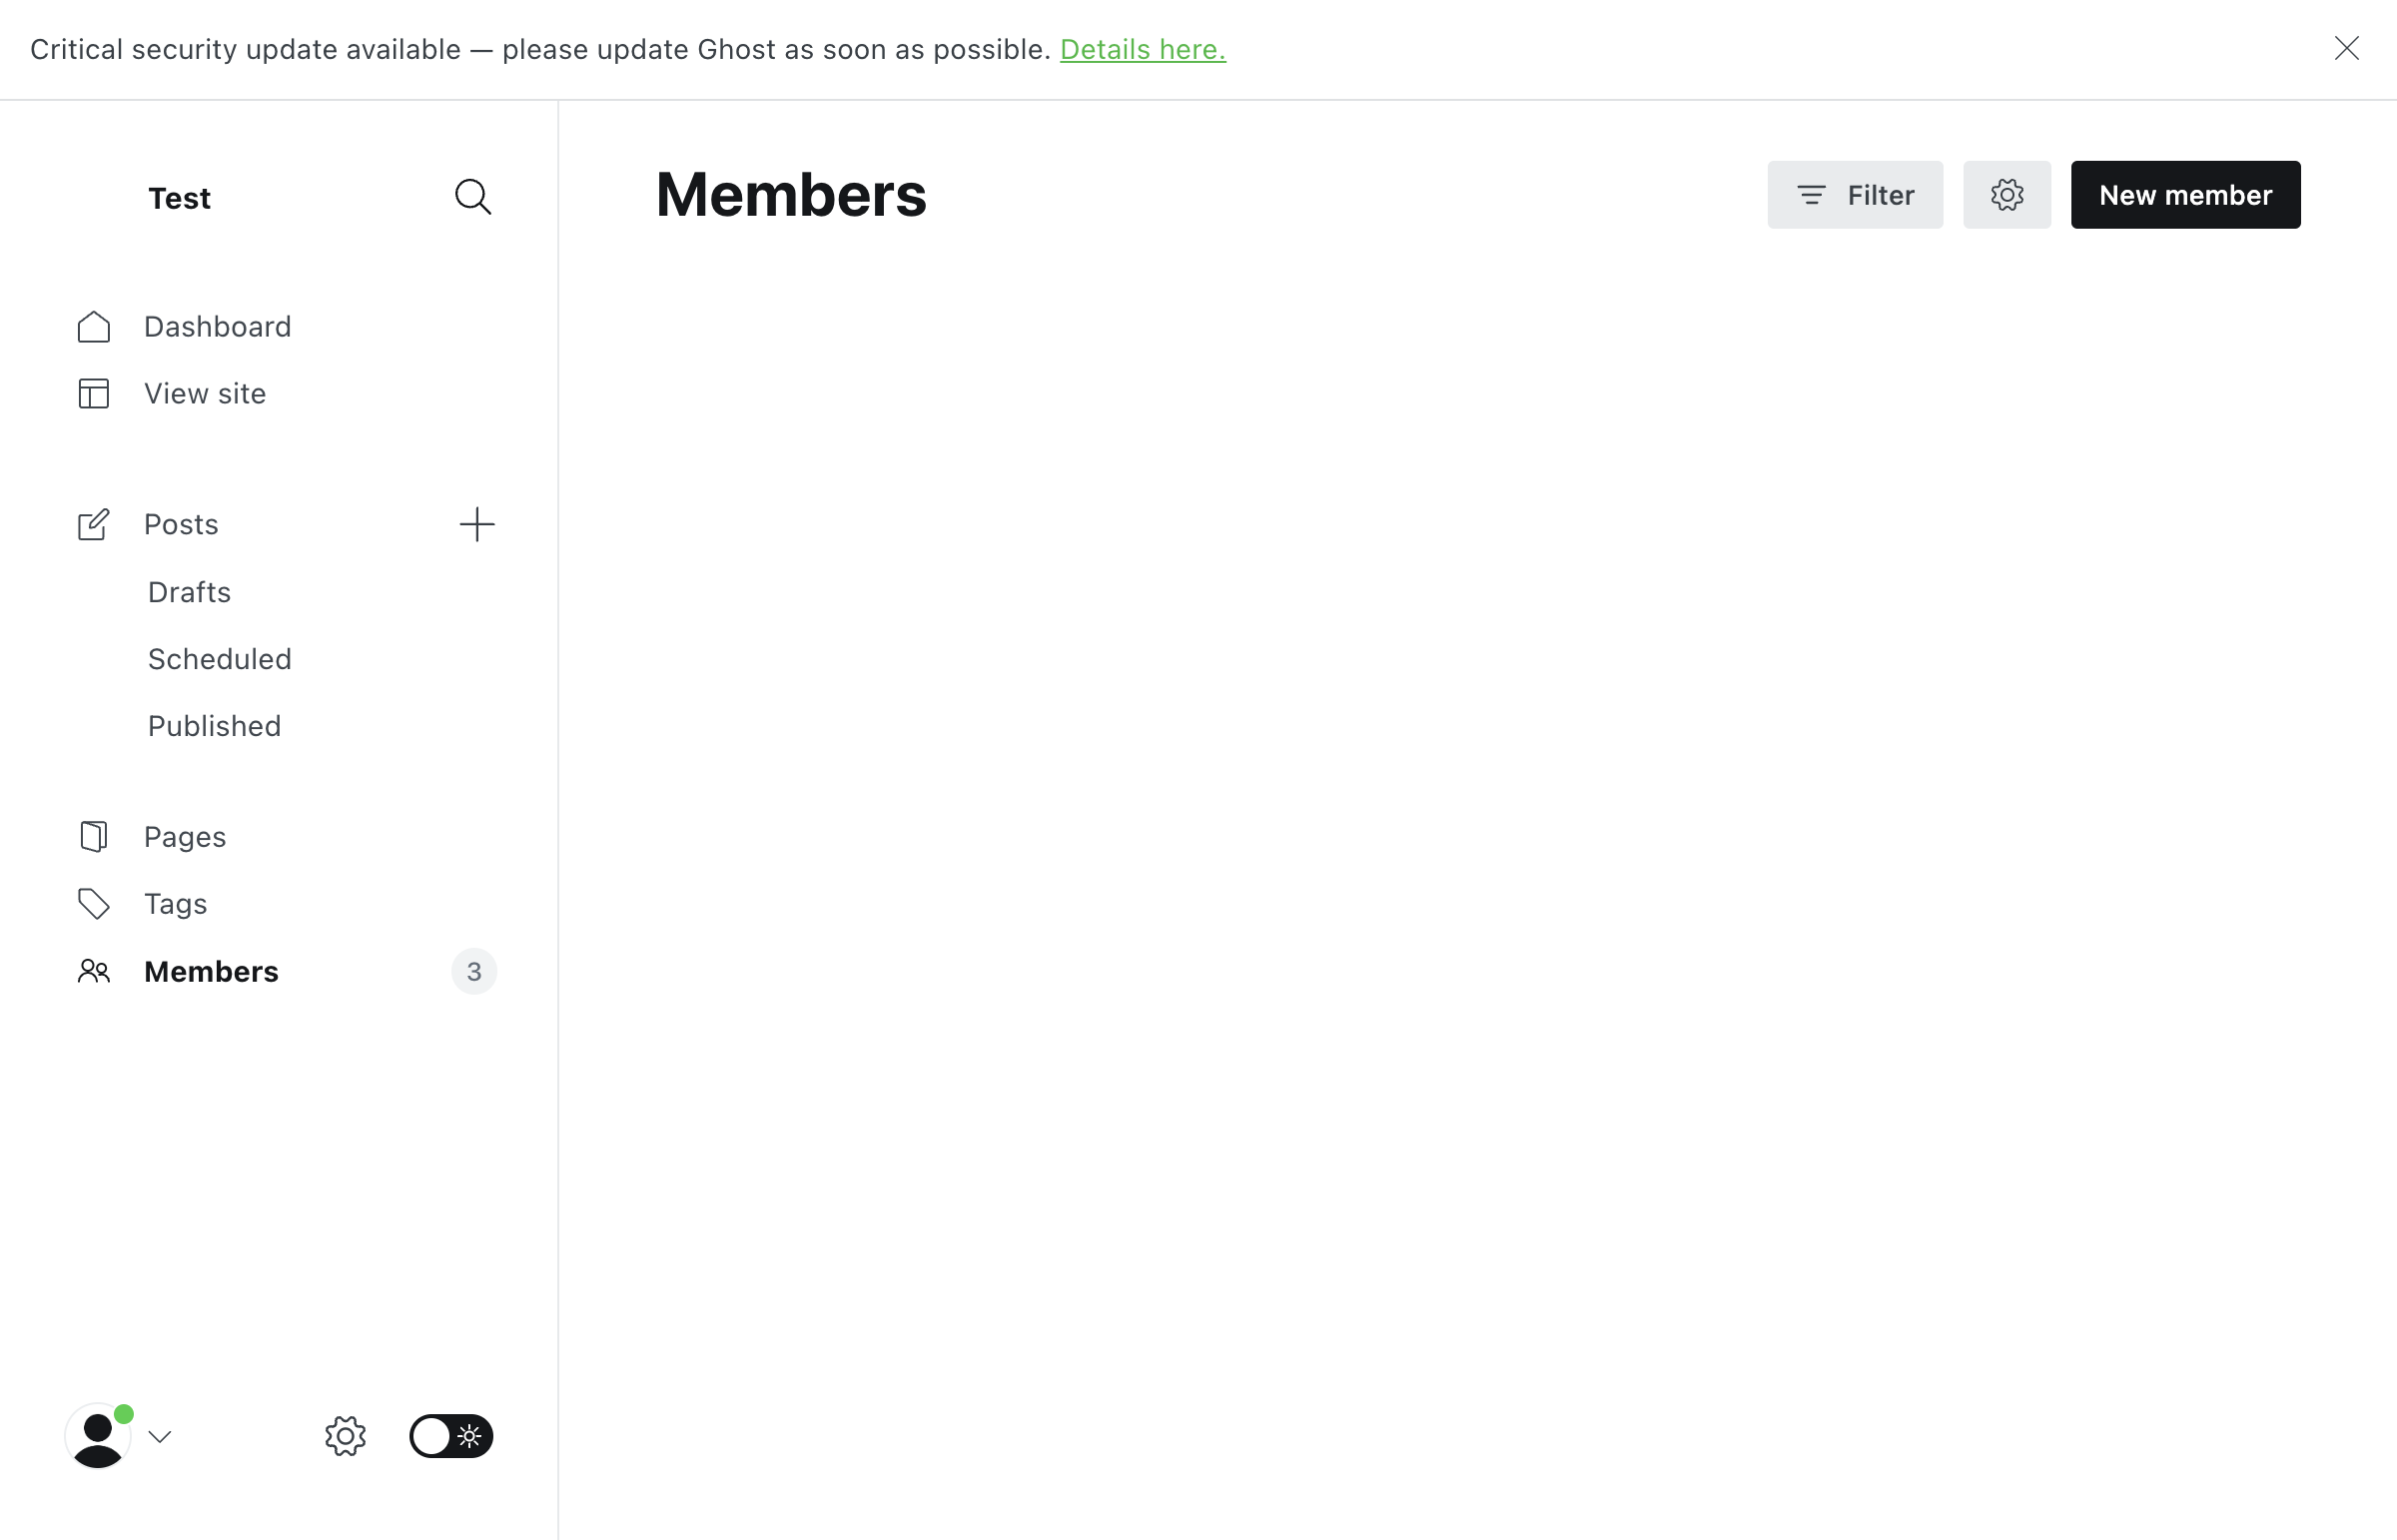 Critical security update available — please update Ghost as soon as possible. Details here.
Test
Dashboard
View site
Posts
Drafts
Scheduled
Published
Pages
Tags
Members
3
Members
Filter
New member